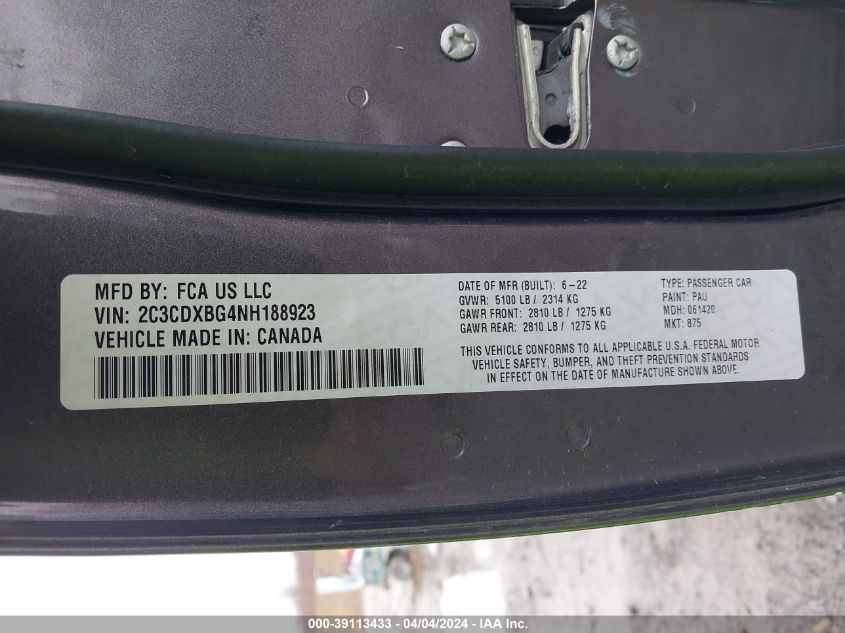 MFD BY: FCA US LLC
VIN: 2C3CDXBG4NH188923
VEHICLE MADE IN: CANADA
DATE OF MFR (BUILT): 6-22
GVWR: 5100 LB / 2314 KG
GAWR FRONT: 2810 LB / 1275 KG
GAWR REAR: 2810 LB / 1275 KG
TYPE: PASSENGER CAR
PAINT: PAU
MDH: 061420
MKT: 875
THIS VEHICLE CONFORMS TO ALL APPLICABLE U.S.A. FEDERAL MOTOR
VEHICLE SAFETY, BUMPER, AND THEFT PREVENTION STANDARDS
IN EFFECT ON THE DATE OF MANUFACTURE SHOWN ABOVE.
000-39113433 - 04/04/2024 - IAA Inc.